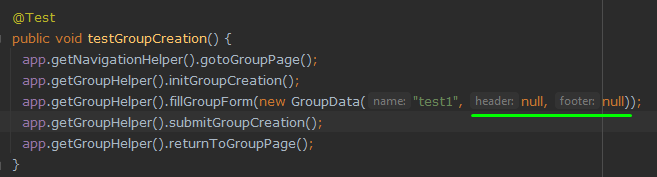 @Test
public void testGroupCreation() {
app.getNavigationHelper().gotoGroupPage();
app.getGroupHelper().initGroupCreation();
app.getGroupHelper().fillGroupForm(new GroupData( name: "test1", header: null, footer: null));
app.getGroupHelper().submitGroupCreation();
app.getGroupHelper().returnToGroupPage();
}